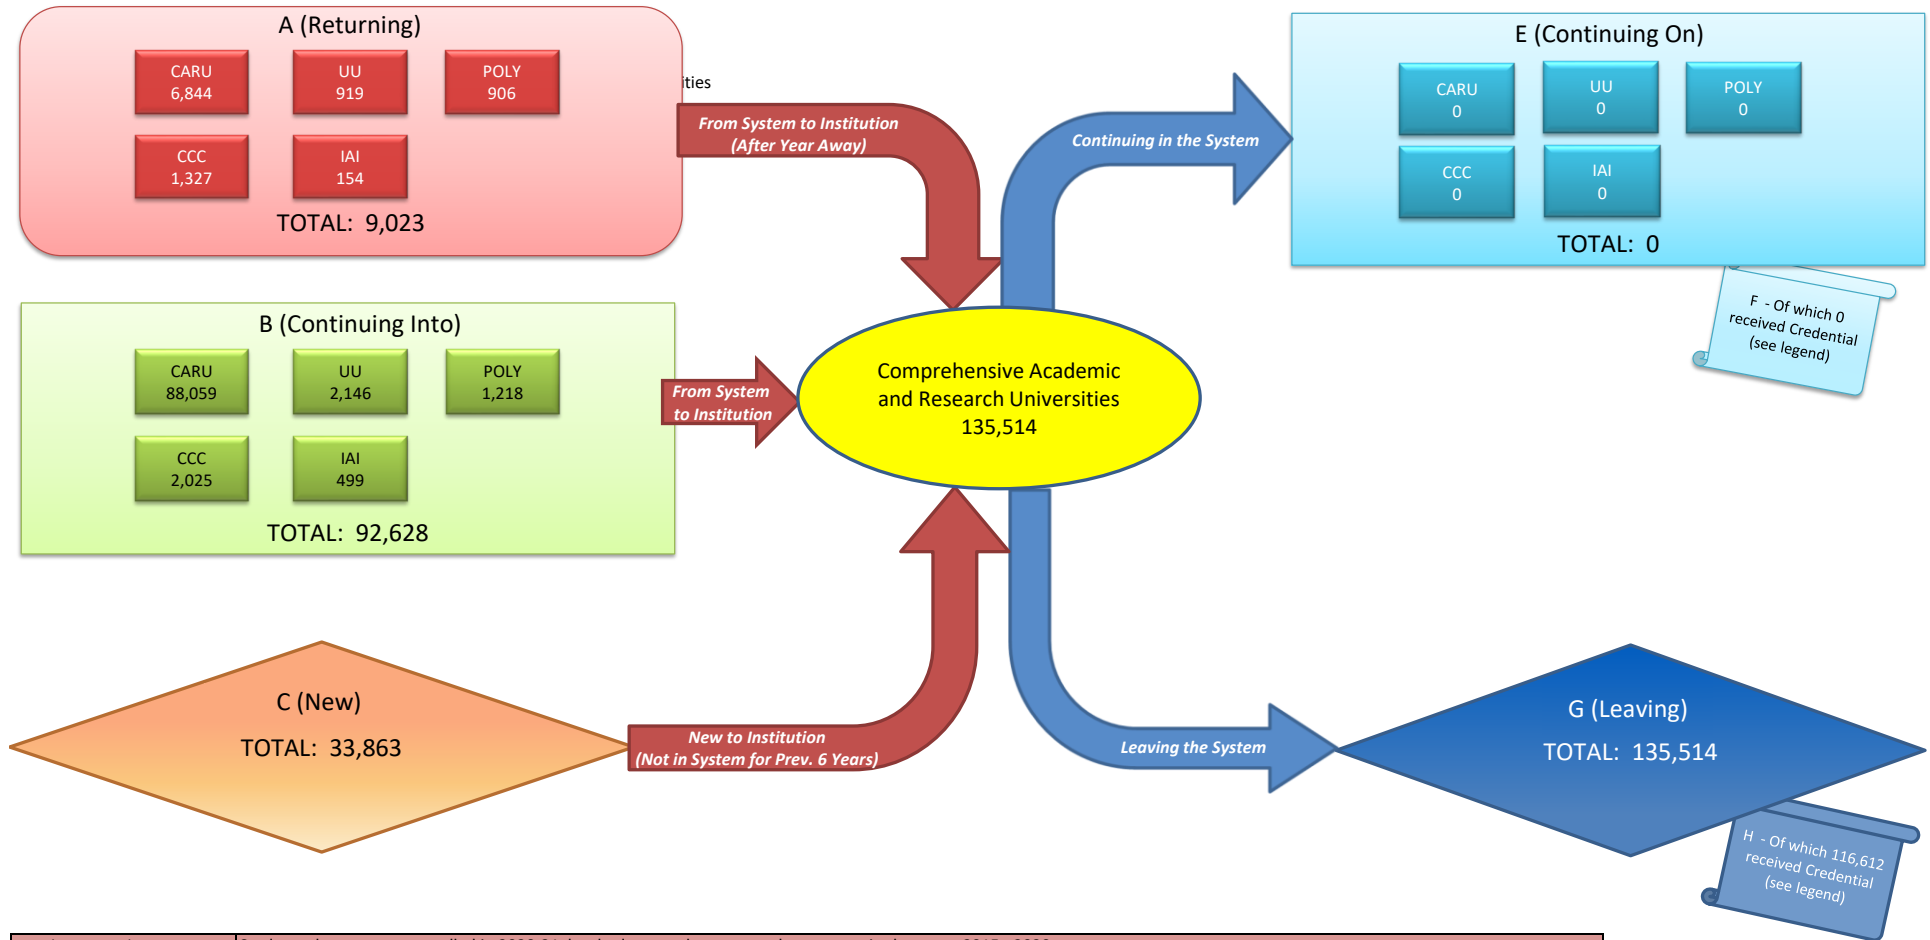 A (Returning)
CARU
6,844
UU
919
POLY
906
CCC
1,327
IAI
154
TOTAL: 9,023
ities
From System to Institution
(After Year Away)
Continuing in the System
E (Continuing On)
CARU
0
UU
0
POLY
0
CCC
0
IAI
0
TOTAL: 0
F - Of which 0
received Credential
(see legend)
B (Continuing Into)
CARU
88,059
UU
2,146
POLY
1,218
CCC
2,025
IAI
499
TOTAL: 92,628
From System
to Institution
Comprehensive Academic
and Research Universities
135,514
C (New)
TOTAL: 33,863
New to Institution
(Not in System for Prev. 6 Years)
Leaving the System
G (Leaving)
TOTAL: 135,514
H - Of which 116,612
received Credential
(see legend)